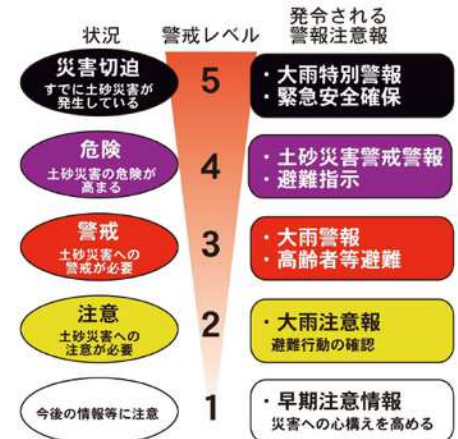 状況
警戒レベル
発令される
警報注意報
災害切迫
すでに土砂災害が
発生している
5
・大雨特別警報
・緊急安全確保
危険
土砂災害の危険が
高まる
4
・土砂災害警戒警報
・避難指示
警戒
土砂災害への
警戒が必要
3
・大雨警報
・高齢者等避難
注意
土砂災害への
注意が必要
2
・大雨注意報
避難行動の確認
今後の情報等に注意
1
・早期注意情報
災害への心構えを高める